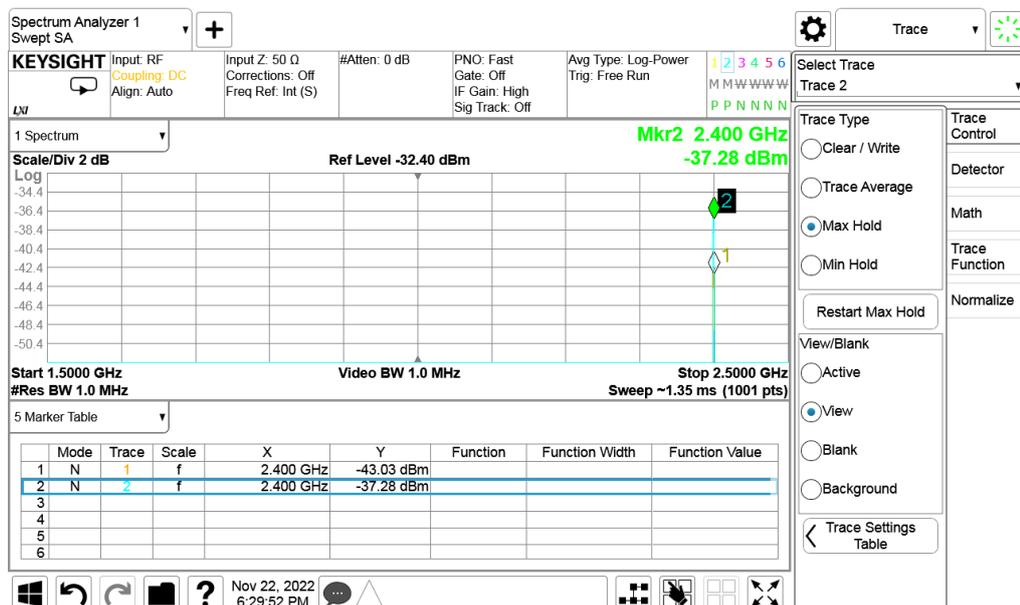 Spectrum Analyzer 1
Swept SA
Trace
KEYSIGHT
LXI
Input: RF
Coupling: DC
Align: Auto
Input Z: 50 Ω
Corrections: Off
Freq Ref: Int (S)
#Atten: 0 dB
PNO: Fast
Gate: Off
IF Gain: High
Sig Track: Off
Avg Type: Log-Power
Trig: Free Run
1 2 3 4 5 6
M M W W W W
P P N N N N
Select Trace
Trace 2
1 Spectrum
Mkr2 2.400 GHz
-37.28 dBm
Scale/Div 2 dB
Ref Level -32.40 dBm
Log
-34.4
-36.4
-38.4
-40.4
-42.4
-44.4
-46.4
-48.4
-50.4
2
1
Start 1.5000 GHz
Video BW 1.0 MHz
Stop 2.5000 GHz
#Res BW 1.0 MHz
Sweep ~1.35 ms (1001 pts)
5 Marker Table
Mode Trace Scale X Y Function Function Width Function Value
1 N 1 f 2.400 GHz -43.03 dBm
2 N 2 f 2.400 GHz -37.28 dBm
3
4
5
6
Nov 22, 2022
6:29:52 PM
Trace Type
Clear / Write
Trace Average
Max Hold
Min Hold
Restart Max Hold
View/Blank
Active
View
Blank
Background
Trace Settings
Table
Trace
Control
Detector
Math
Trace
Function
Normalize